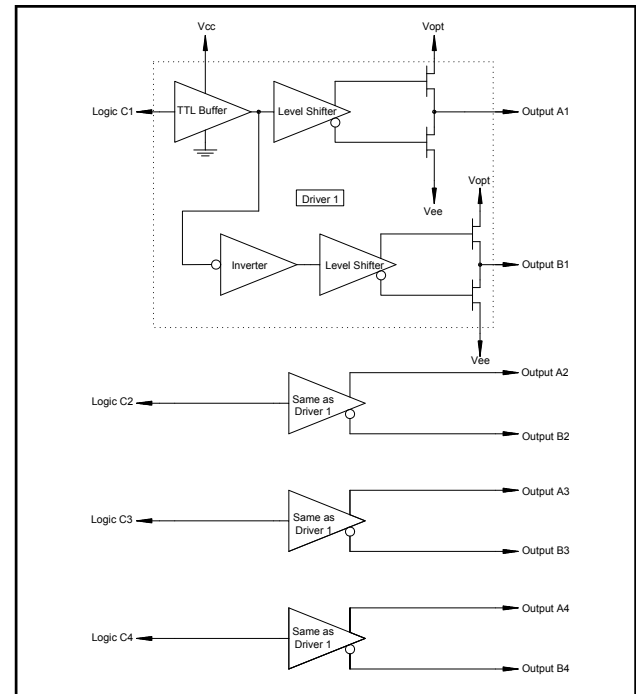 Vcc
Vopt
Logic C1
TTL Buffer
Level Shifter
Output A1
Driver 1
Vee
Vopt
Inverter
Level Shifter
Output B1
Vee
Output A2
Logic C2
Same as
Driver 1
Output B2
Output A3
Logic C3
Same as
Driver 1
Output B3
Output A4
Logic C4
Same as
Driver 1
Output B4